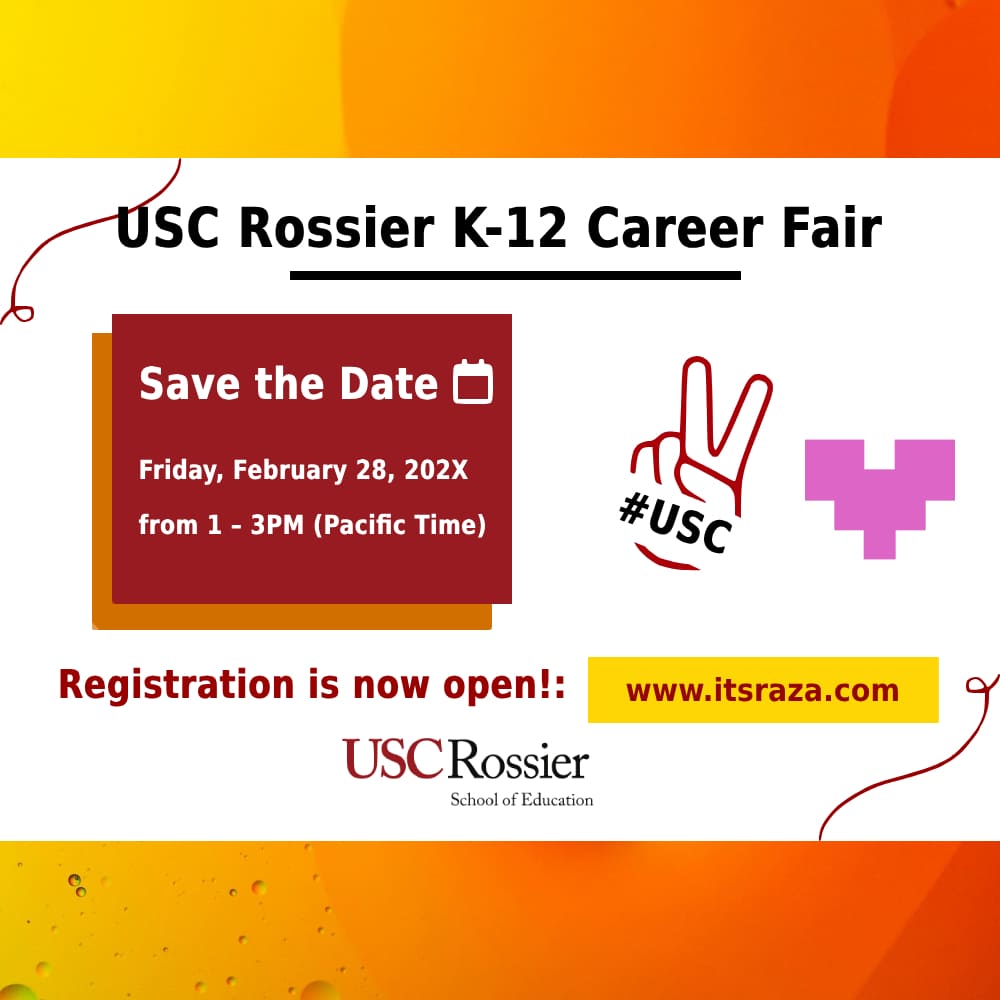 USC Rossier K-12 Career Fair
Save the Date
Friday, February 28, 202X
from 1 – 3PM (Pacific Time)
#USC
Registration is now open!:
www.itsraza.com
USC Rossier
School of Education